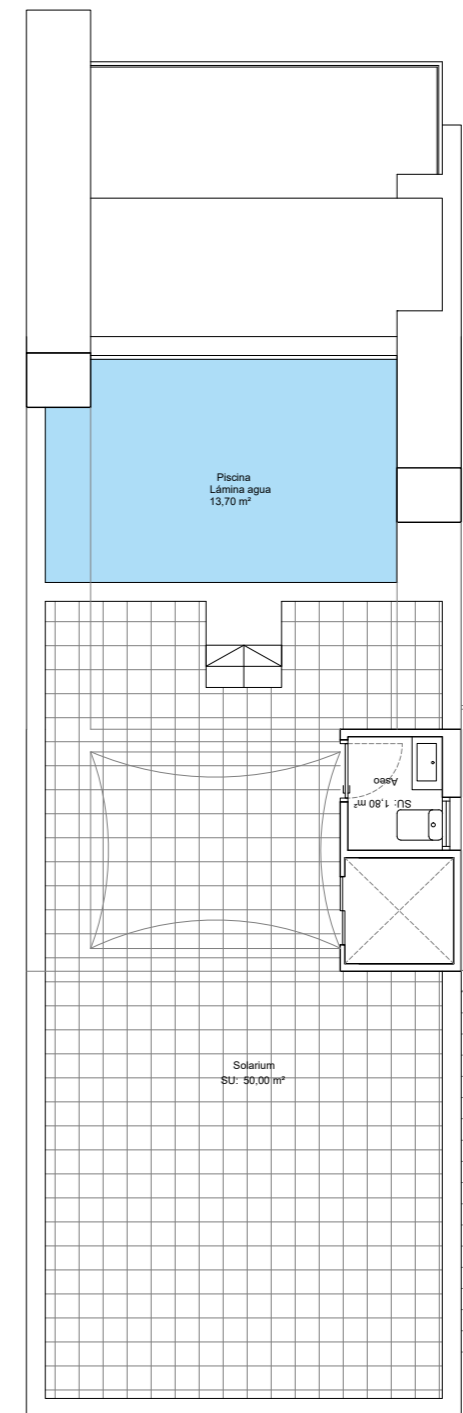 Piscina
Lámina agua
13,70 m²
Aseo
SU: 1,80 m²
Solarium
SU: 50,00 m²